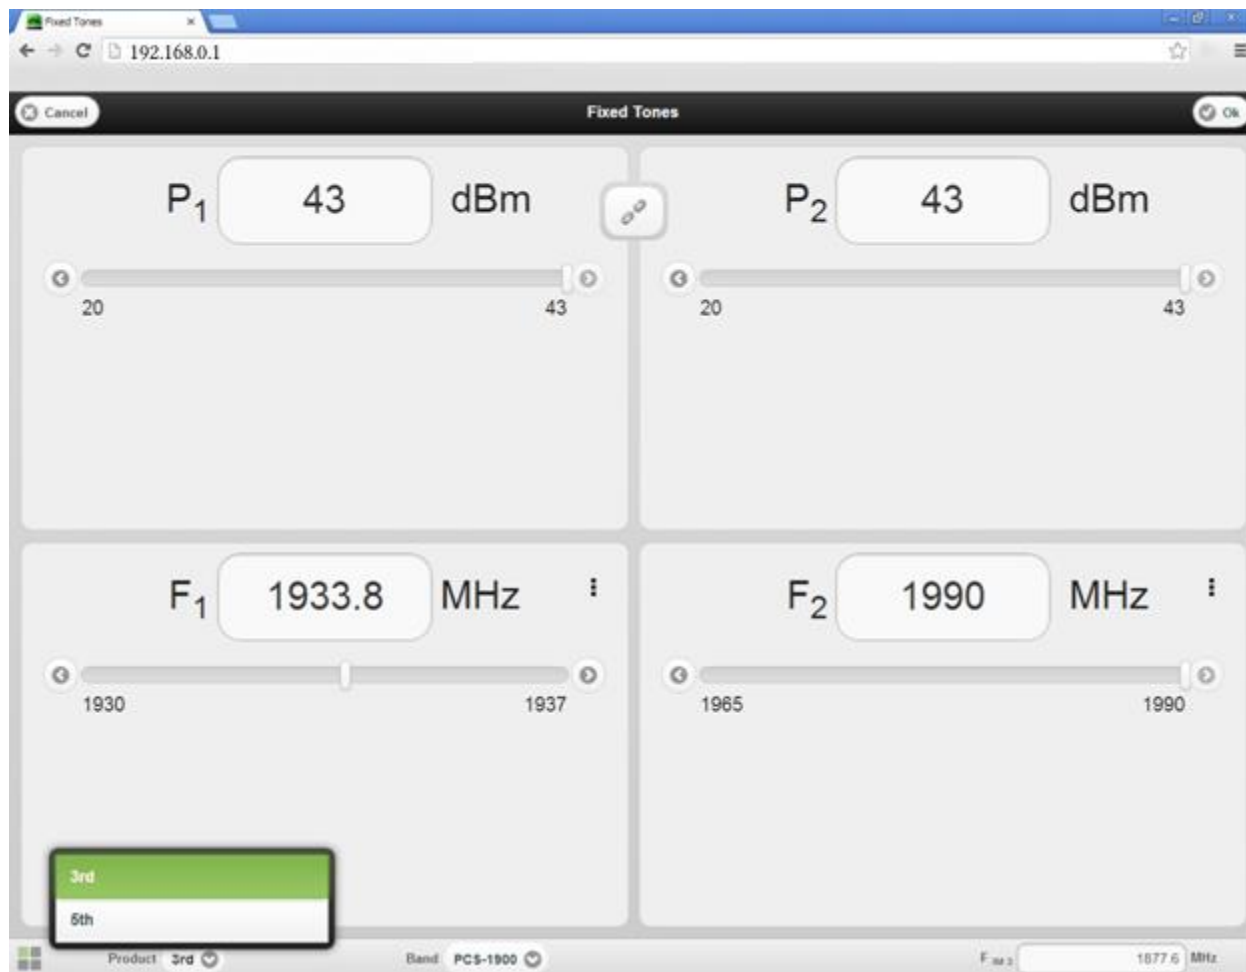 Fixed Tones
192.168.0.1
Cancel
Fixed Tones
Ok
P1 43 dBm
P2 43 dBm
20 43
20 43
F1 1933.8 MHz
F2 1990 MHz
1930 1937
1965 1990
3rd
5th
Product 3rd
Band PCS-1900
F IM 3 1877.6 MHz